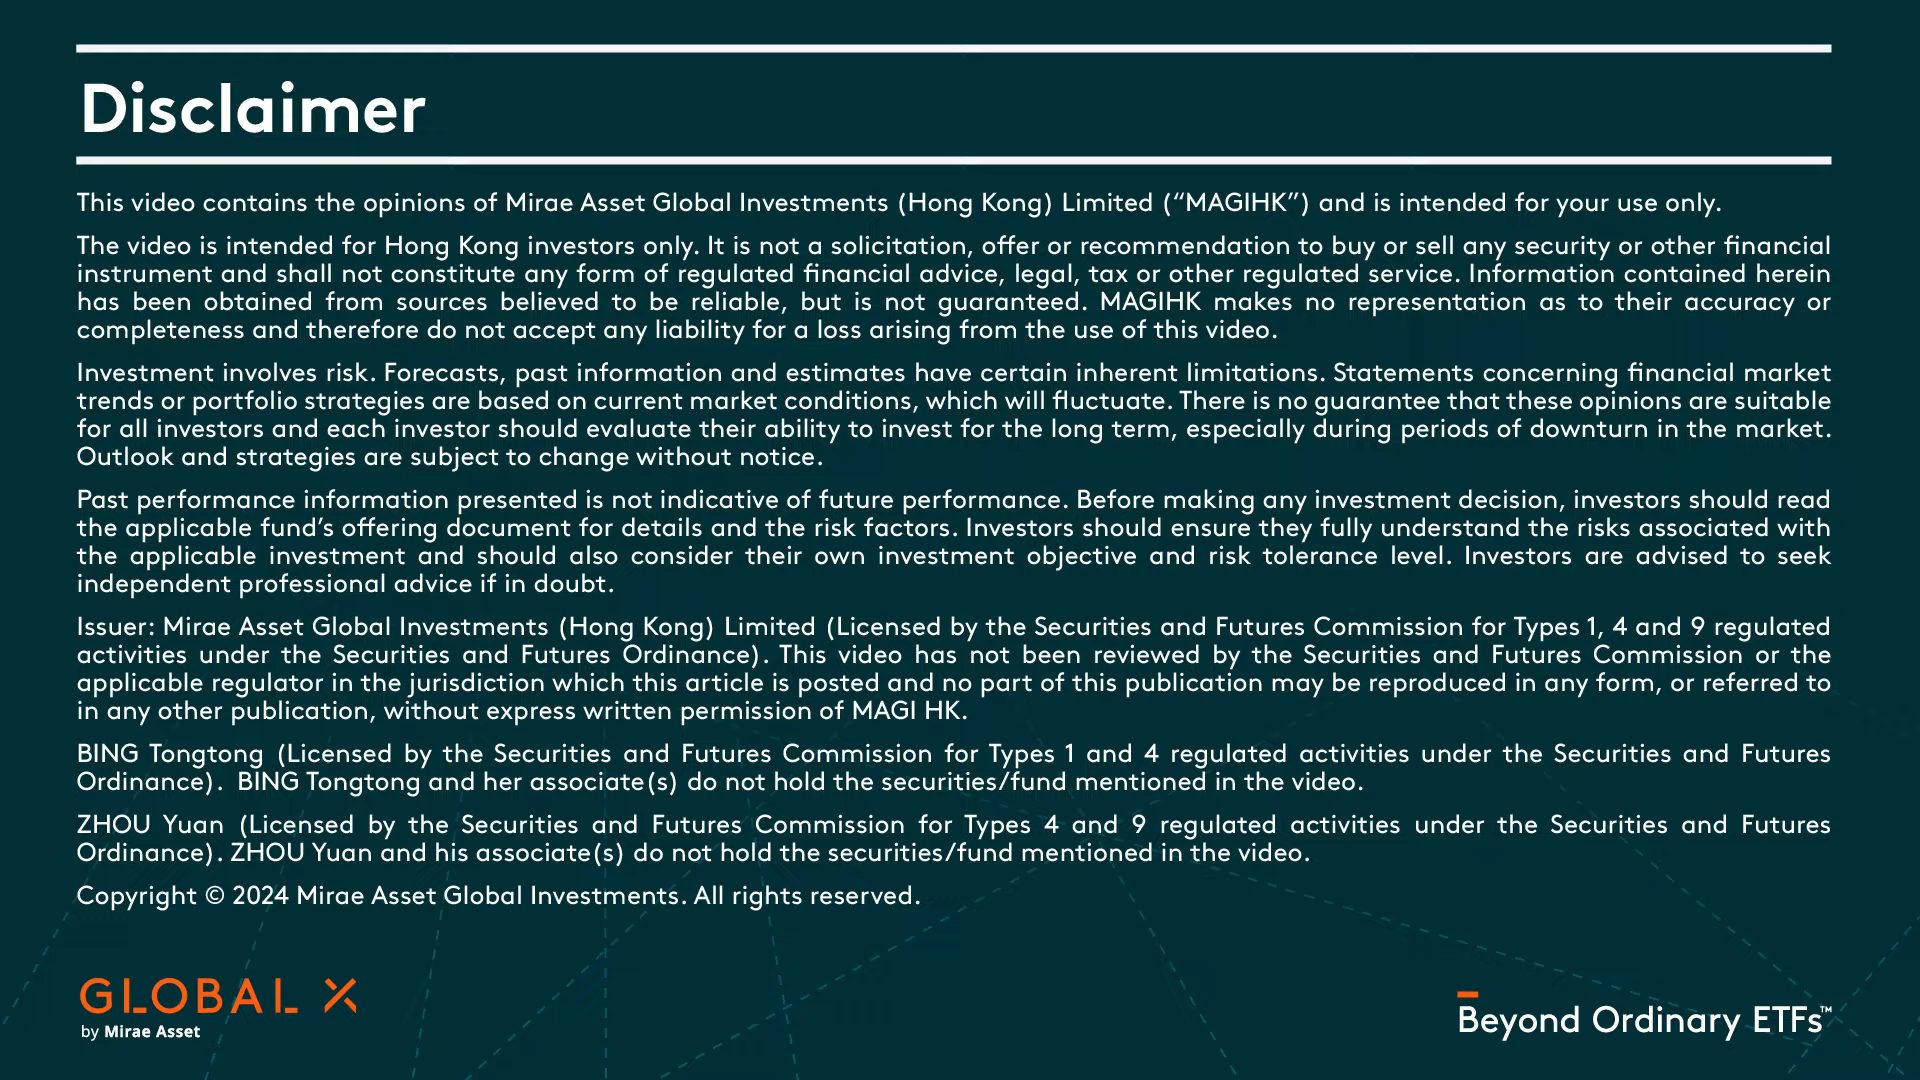 Disclaimer
This video contains the opinions of Mirae Asset Global Investments (Hong Kong) Limited (“MAGIHK”) and is intended for your use only.
The video is intended for Hong Kong investors only. It is not a solicitation, offer or recommendation to buy or sell any security or other financial
instrument and shall not constitute any form of regulated financial advice, legal, tax or other regulated service. Information contained herein
has been obtained from sources believed to be reliable, but is not guaranteed. MAGIHK makes no representation as to their accuracy or
completeness and therefore do not accept any liability for a loss arising from the use of this video.
Investment involves risk. Forecasts, past information and estimates have certain inherent limitations. Statements concerning financial market
trends or portfolio strategies are based on current market conditions, which will fluctuate. There is no guarantee that these opinions are suitable
for all investors and each investor should evaluate their ability to invest for the long term, especially during periods of downturn in the market.
Outlook and strategies are subject to change without notice.
Past performance information presented is not indicative of future performance. Before making any investment decision, investors should read
the applicable fund’s offering document for details and the risk factors. Investors should ensure they fully understand the risks associated with
the applicable investment and should also consider their own investment objective and risk tolerance level. Investors are advised to seek
independent professional advice if in doubt.
Issuer: Mirae Asset Global Investments (Hong Kong) Limited (Licensed by the Securities and Futures Commission for Types 1, 4 and 9 regulated
activities under the Securities and Futures Ordinance). This video has not been reviewed by the Securities and Futures Commission or the
applicable regulator in the jurisdiction which this article is posted and no part of this publication may be reproduced in any form, or referred to
in any other publication, without express written permission of MAGI HK.
BING Tongtong (Licensed by the Securities and Futures Commission for Types 1 and 4 regulated activities under the Securities and Futures
Ordinance). BING Tongtong and her associate(s) do not hold the securities/fund mentioned in the video.
ZHOU Yuan (Licensed by the Securities and Futures Commission for Types 4 and 9 regulated activities under the Securities and Futures
Ordinance). ZHOU Yuan and his associate(s) do not hold the securities/fund mentioned in the video.
Copyright © 2024 Mirae Asset Global Investments. All rights reserved.
GLOBAL X
by Mirae Asset
Beyond Ordinary ETFs™